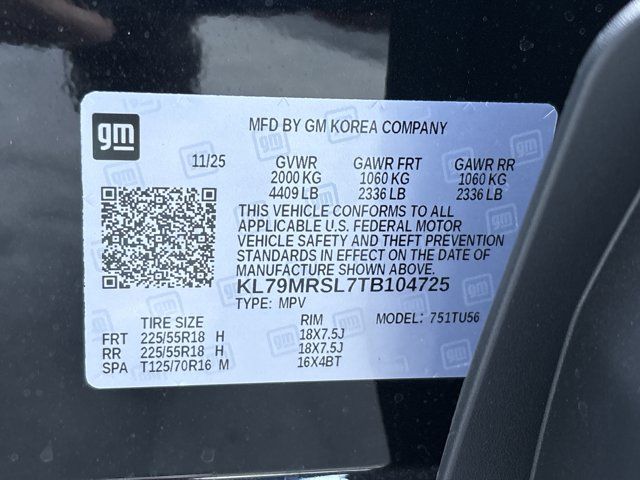 gm
MFD BY GM KOREA COMPANY
11/25 GVWR GAWR FRT GAWR RR
2000 KG 1060 KG 1060 KG
4409 LB 2336 LB 2336 LB
THIS VEHICLE CONFORMS TO ALL
APPLICABLE U.S. FEDERAL MOTOR
VEHICLE SAFETY AND THEFT PREVENTION
STANDARDS IN EFFECT ON THE DATE OF
MANUFACTURE SHOWN ABOVE.
KL79MRSL7TB104725
TYPE: MPV
TIRE SIZE RIM MODEL: 751TU56
FRT 225/55R18 H 18X7.5J
RR 225/55R18 H 18X7.5J
SPA T125/70R16 M 16X4BT